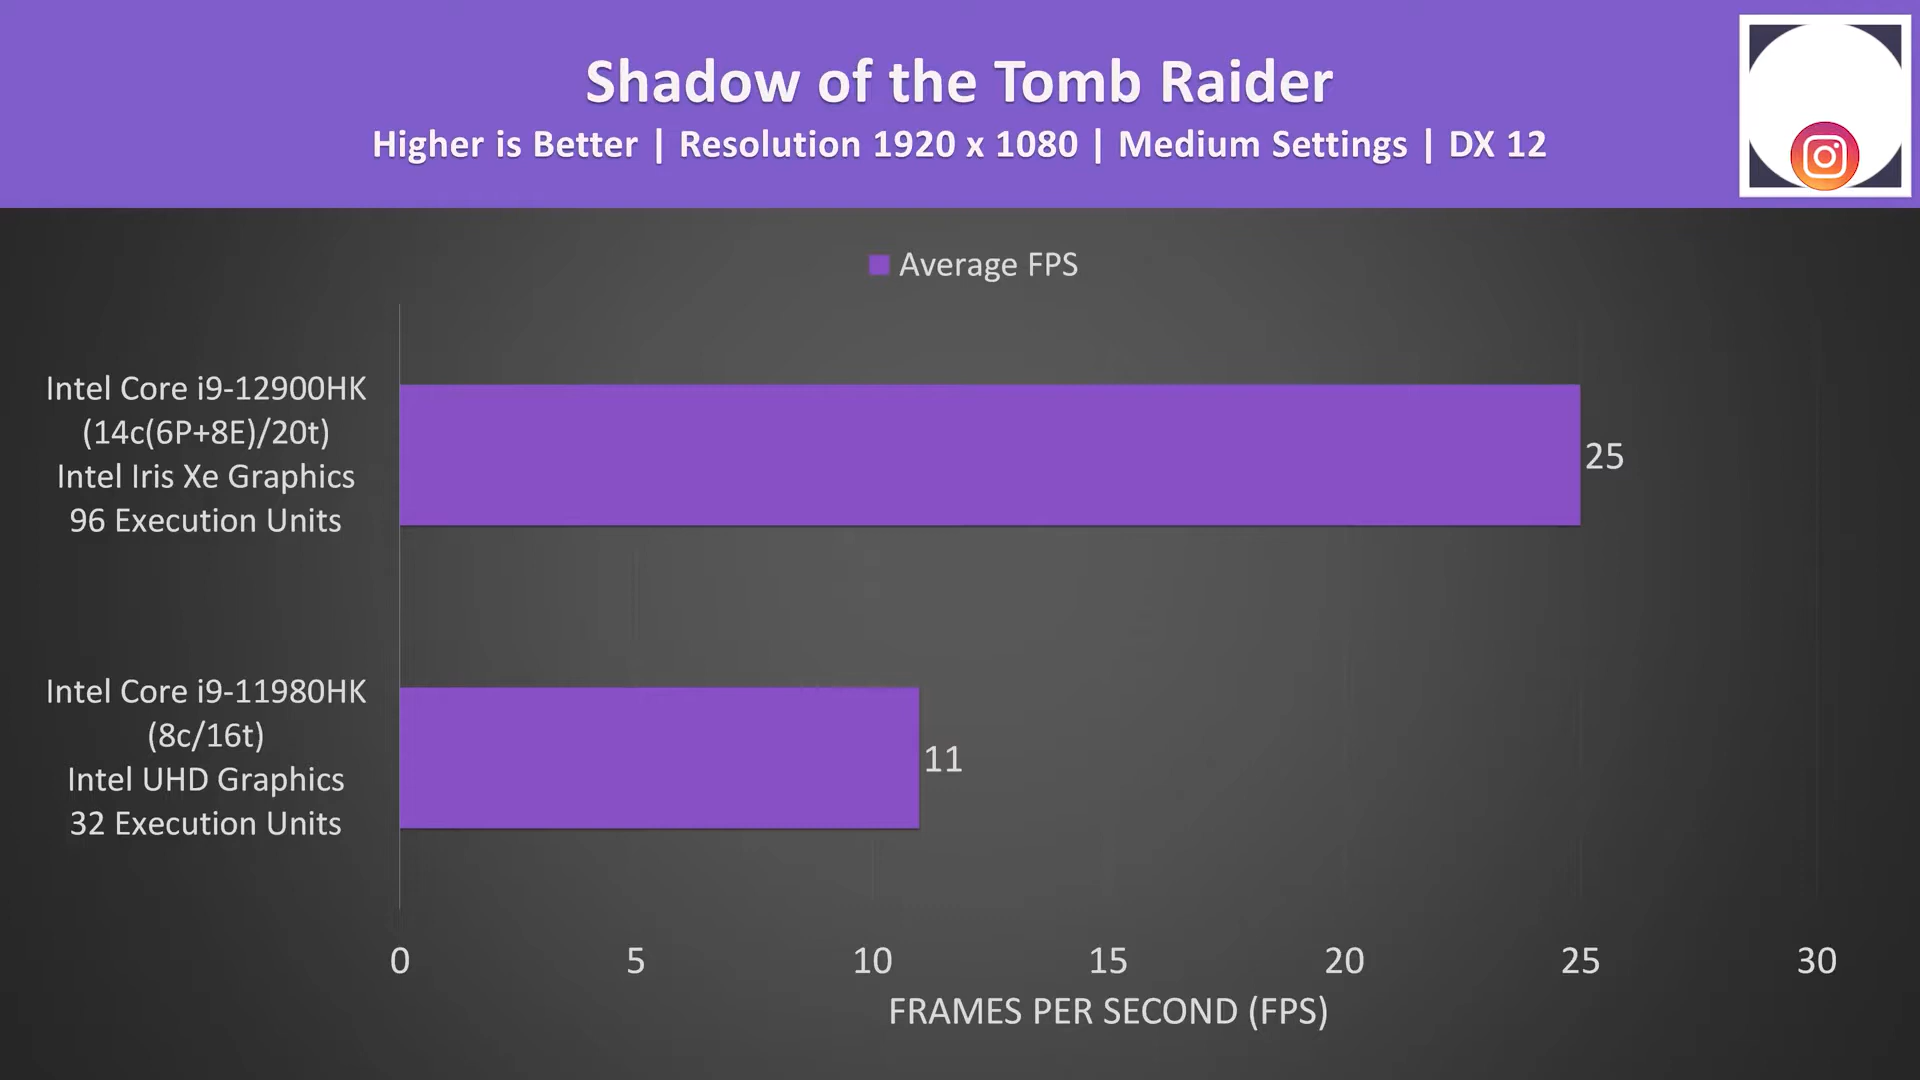 Shadow of the Tomb Raider
Higher is Better | Resolution 1920 x 1080 | Medium Settings | DX 12
Average FPS
Intel Core i9-12900HK
(14c(6P+8E)/20t)
Intel Iris Xe Graphics
96 Execution Units
25
Intel Core i9-11980HK
(8c/16t)
Intel UHD Graphics
32 Execution Units
11
0 5 10 15 20 25 30
FRAMES PER SECOND (FPS)